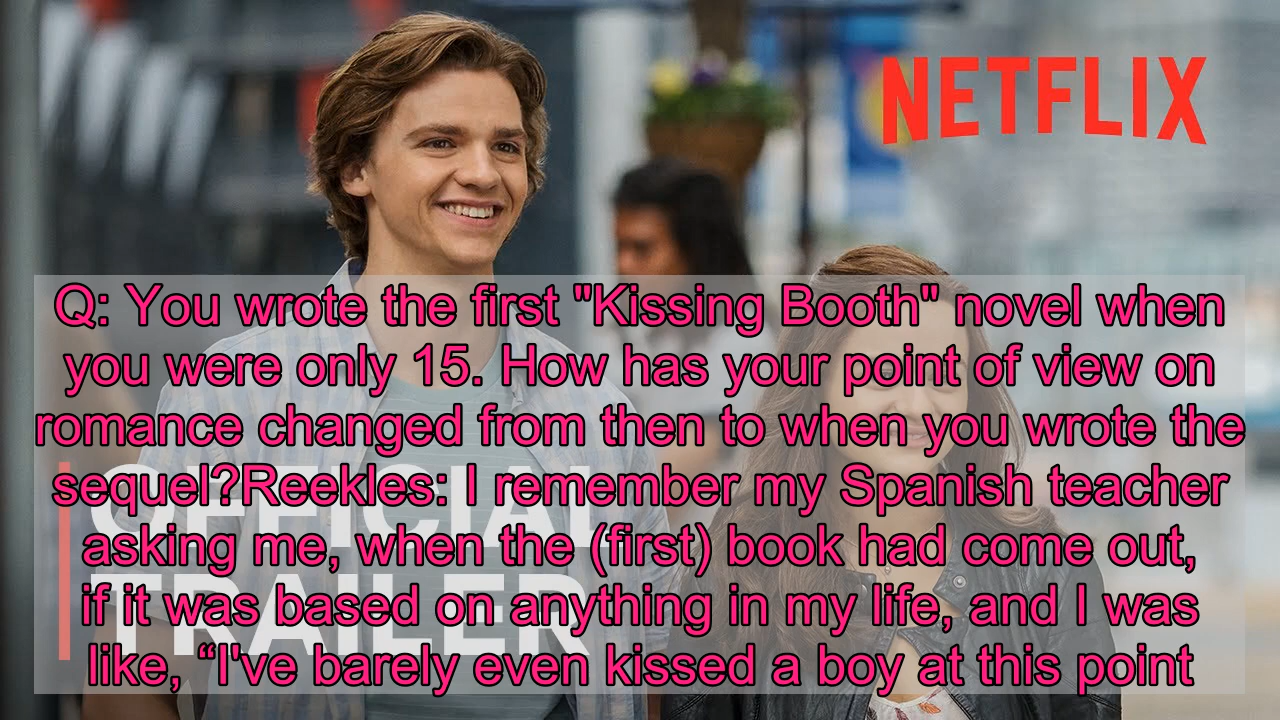 NETFLIX
Q: You wrote the first "Kissing Booth" novel when
you were only 15. How has your point of view on
romance changed from then to when you wrote the
sequel?Reekles: I remember my Spanish teacher
asking me, when the (first) book had come out,
if it was based on anything in my life, and I was
like, “I've barely even kissed a boy at this point
OFFICIAL
TRAILER